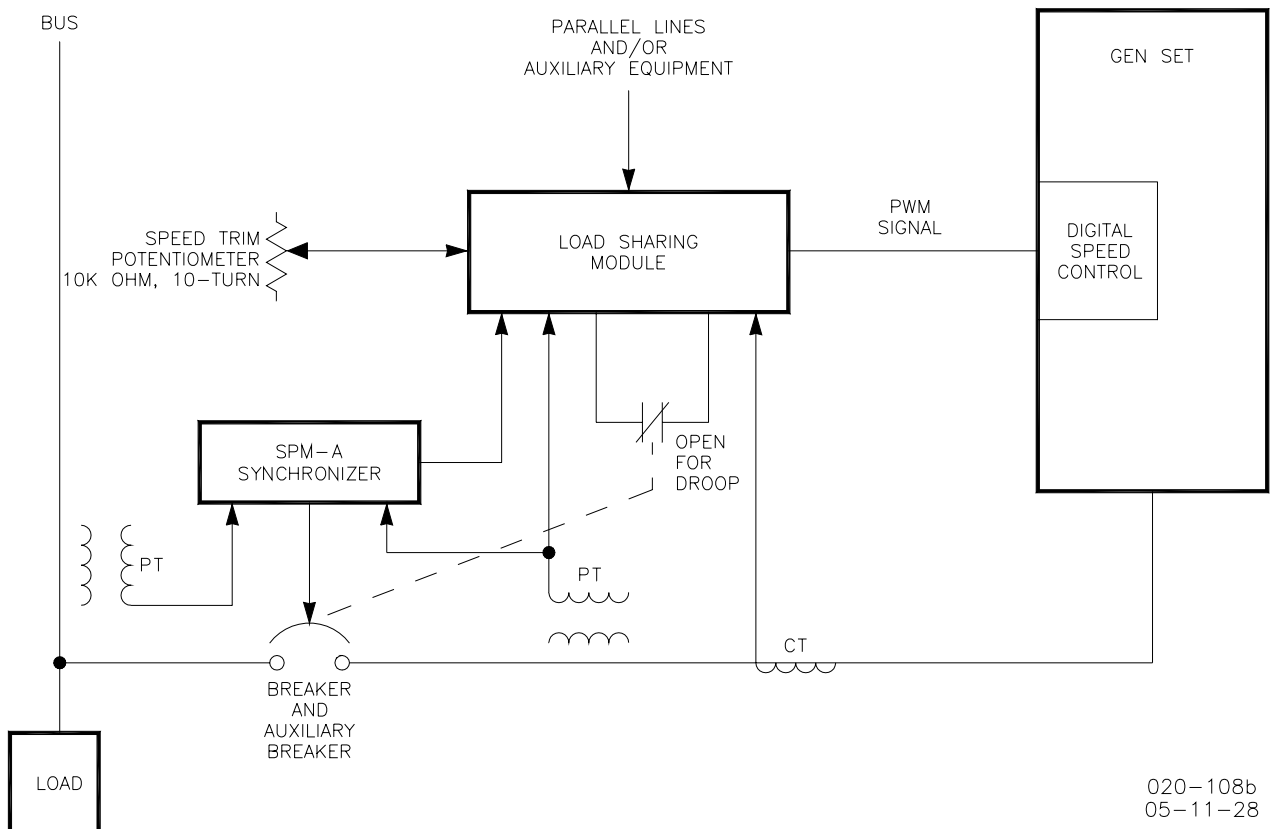 BUS
PARALLEL LINES
AND/OR
AUXILIARY EQUIPMENT
GEN SET
SPEED TRIM
POTENTIOMETER
10K OHM, 10-TURN
LOAD SHARING
MODULE
PWM
SIGNAL
DIGITAL
SPEED
CONTROL
SPM-A
SYNCHRONIZER
OPEN
FOR
DROOP
PT
PT
CT
BREAKER
AND
AUXILIARY
BREAKER
LOAD
020-108b
05-11-28